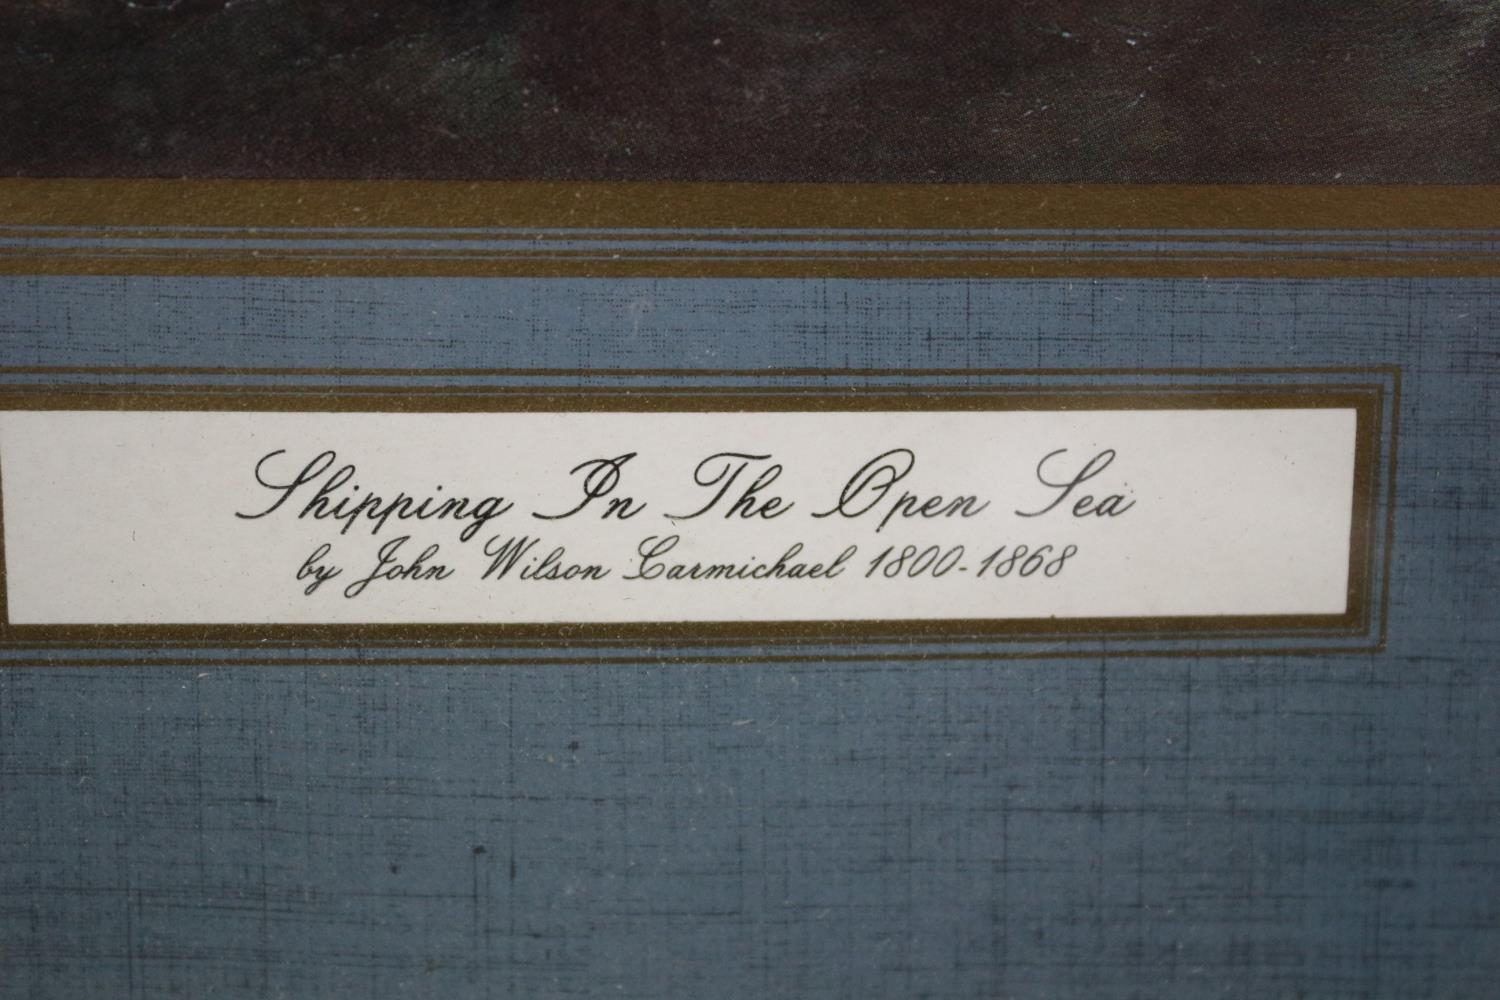 Shipping In The Open Sea
by John Wilson Carmichael 1800-1868